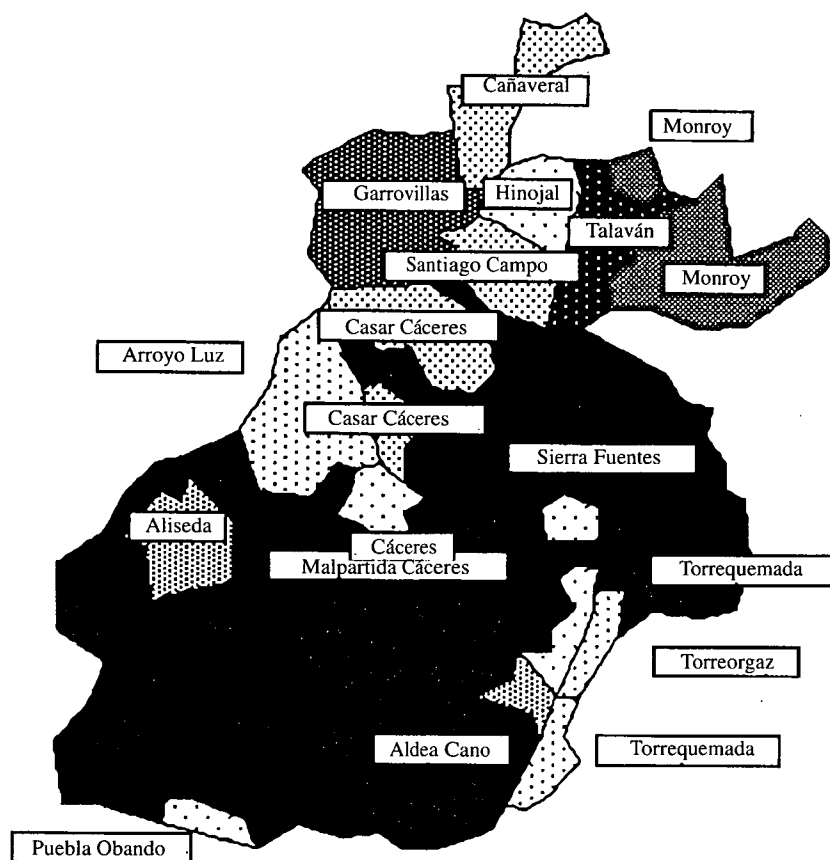 Cañaveral
Monroy
Garrovillas
Hinojal
Talaván
Santiago Campo
Monroy
Casar Cáceres
Arroyo Luz
Casar Cáceres
Sierra Fuentes
Aliseda
Cáceres
Malpartida Cáceres
Torrequemada
Torreorgaz
Aldea Cano
Torrequemada
Puebla Obando